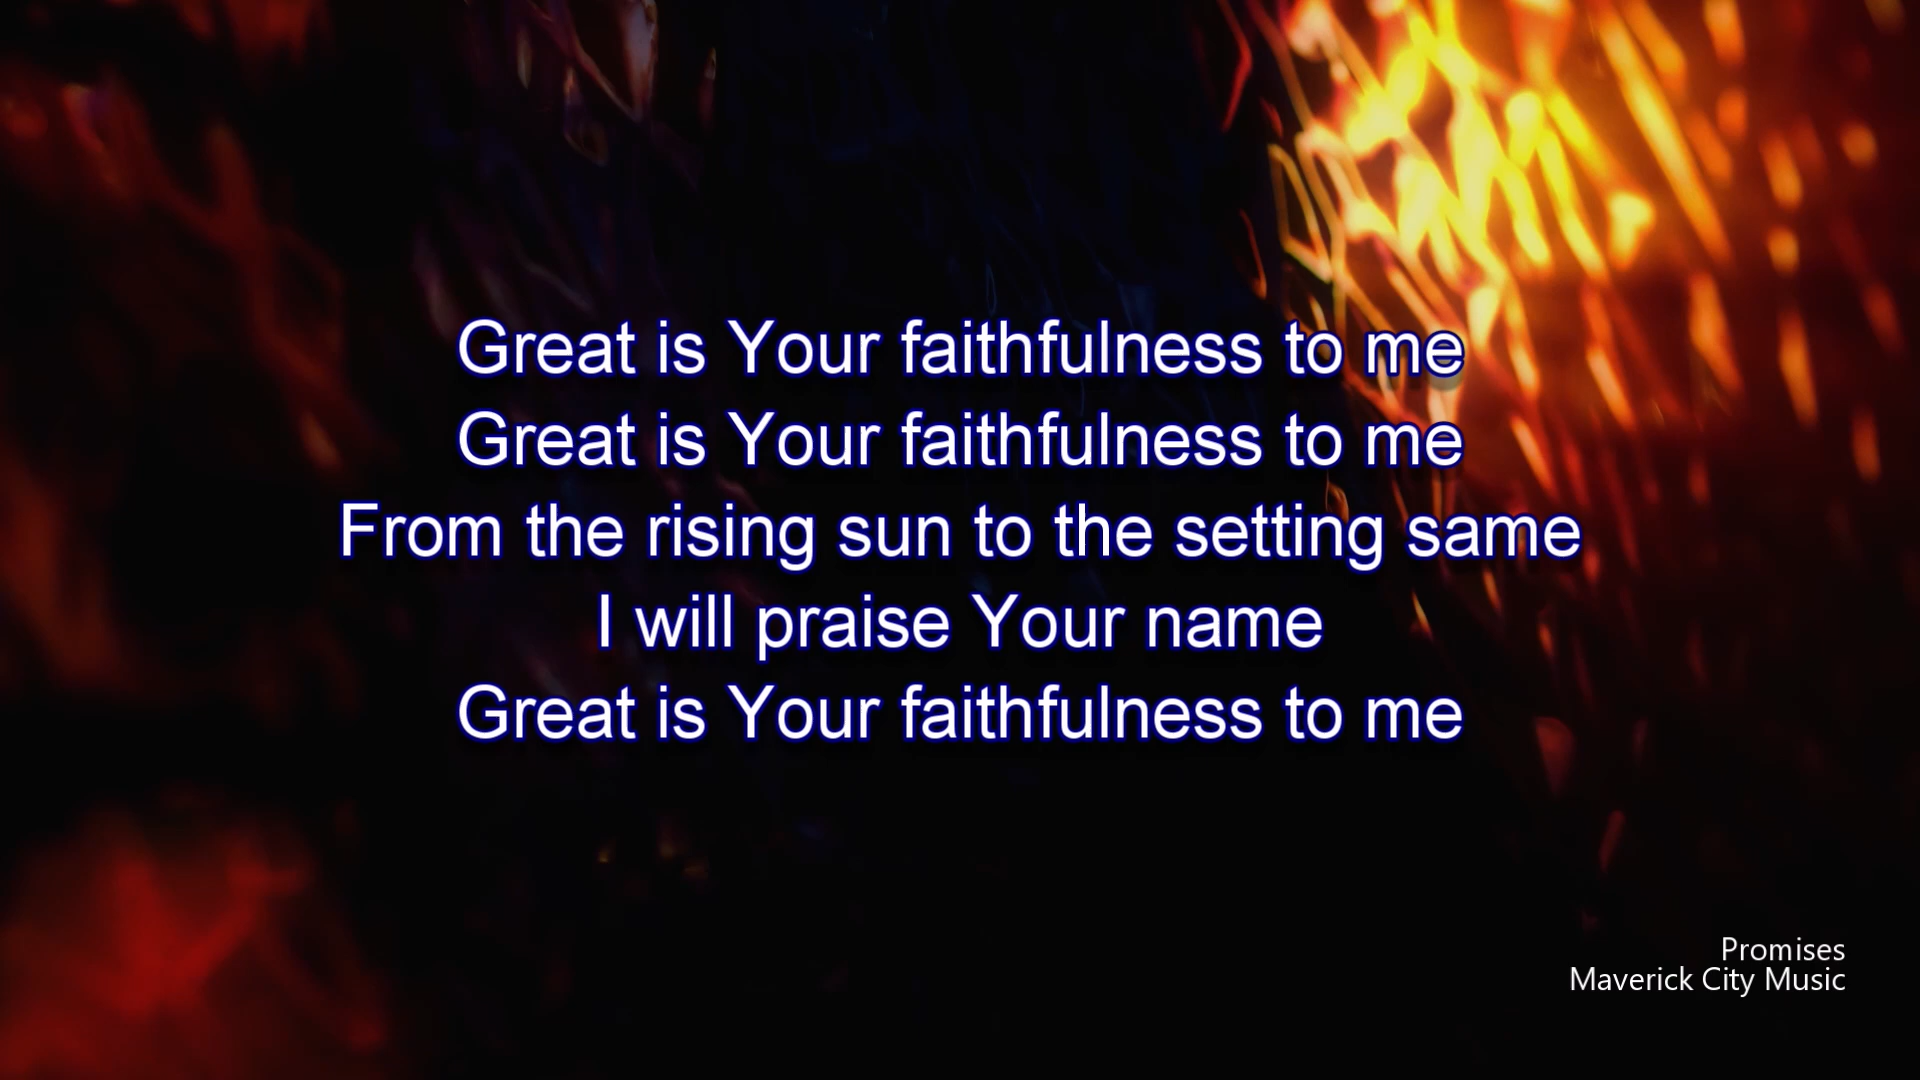 Great is Your faithfulness to me
Great is Your faithfulness to me
From the rising sun to the setting same
I will praise Your name
Great is Your faithfulness to me
Promises
Maverick City Music